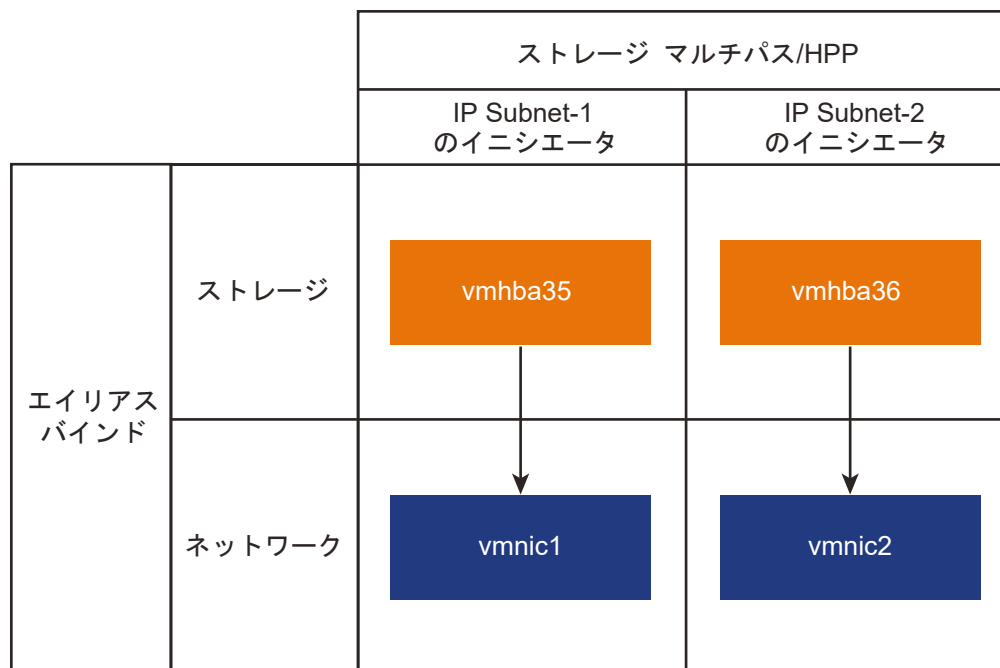 ストレージ マルチパス/HPP
IP Subnet-1
のイニシエータ
IP Subnet-2
のイニシエータ
エイリアス
バインド
ストレージ
vmhba35
vmhba36
ネットワーク
vmnic1
vmnic2